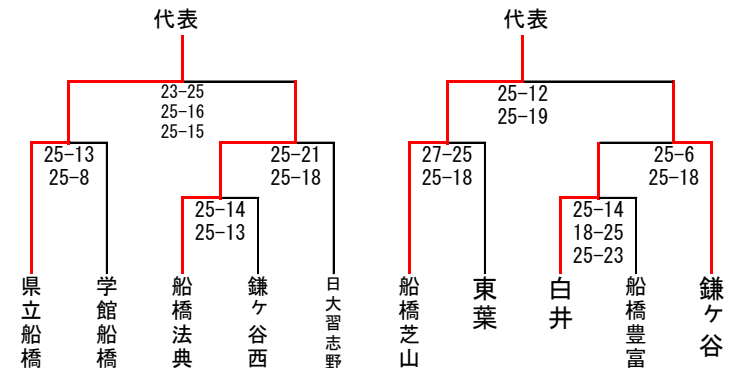 代表
代表
23-25
25-16
25-15
25-12
25-19
25-13
25-8
25-21
25-18
27-25
25-18
25-6
25-18
25-14
25-13
25-14
18-25
25-23
県立船橋
学館船橋
船橋法典
鎌ヶ谷西
日大習志野
船橋芝山
東葉
白井
船橋豊富
鎌ヶ谷